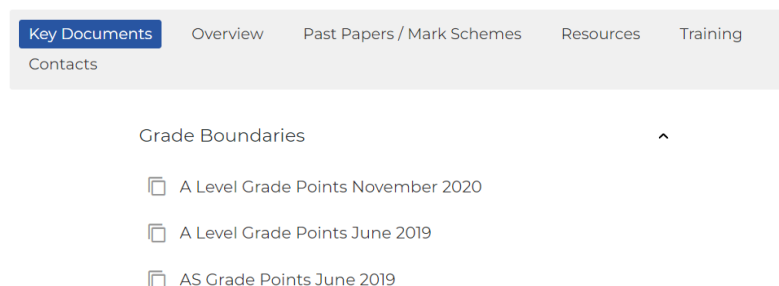 Key Documents Overview Past Papers / Mark Schemes Resources Training
Contacts
Grade Boundaries
A Level Grade Points November 2020
A Level Grade Points June 2019
AS Grade Points June 2019